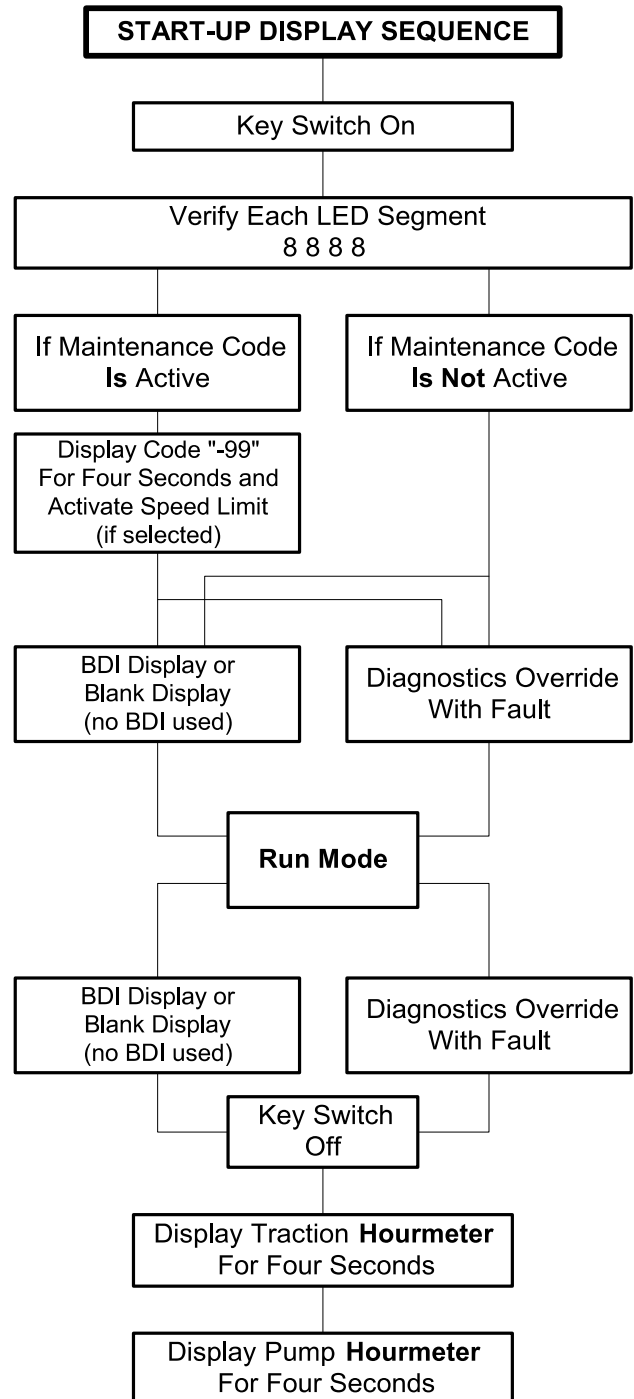 START-UP DISPLAY SEQUENCE
Key Switch On
Verify Each LED Segment
8 8 8 8
If Maintenance Code
Is Active
If Maintenance Code
Is Not Active
Display Code "-99"
For Four Seconds and
Activate Speed Limit
(if selected)
BDI Display or
Blank Display
(no BDI used)
Diagnostics Override
With Fault
Run Mode
BDI Display or
Blank Display
(no BDI used)
Diagnostics Override
With Fault
Key Switch
Off
Display Traction Hourmeter
For Four Seconds
Display Pump Hourmeter
For Four Seconds